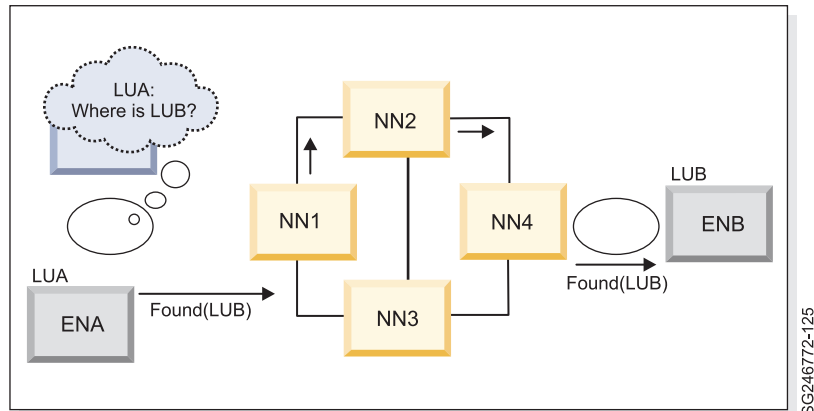 LUA:
Where is LUB?
NN2
NN1
NN4
LUB
ENB
Found(LUB)
LUA
ENA
Found(LUB)
NN3
SG246772-125